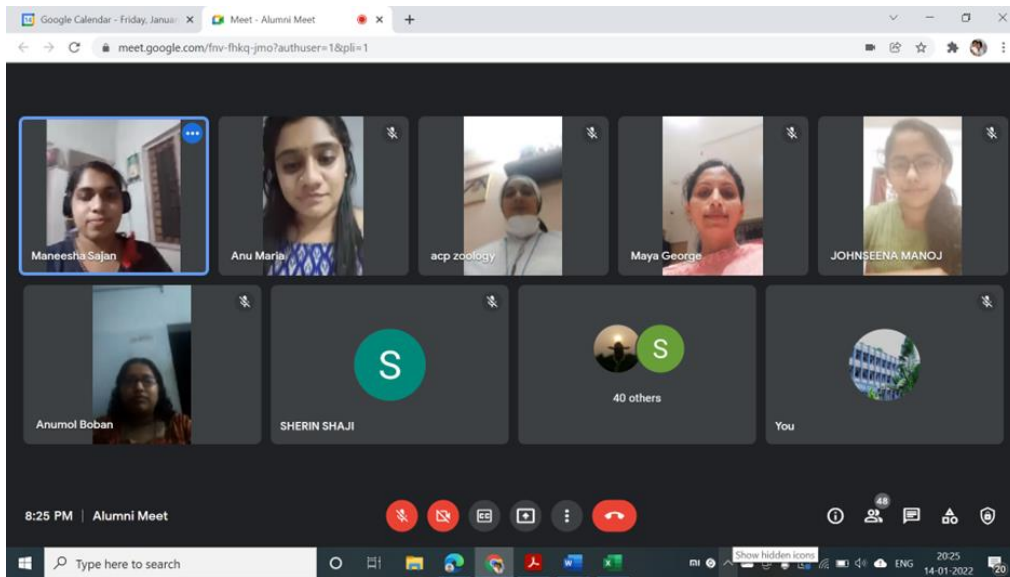 Google Calendar - Friday, Januar
Meet - Alumni Meet
meet.google.com/fnv-fhkq-jmo?authuser=1&pli=1
Maneesha Sajan
Anu Maria
acp zoology
Maya George
JOHNSEENA MANOJ
Anumol Boban
S
SHERIN SHAJI
S
40 others
You
8:25 PM | Alumni Meet
CC
48
Type here to search
Show hidden icons
ENG
20:25
14-01-2022
20